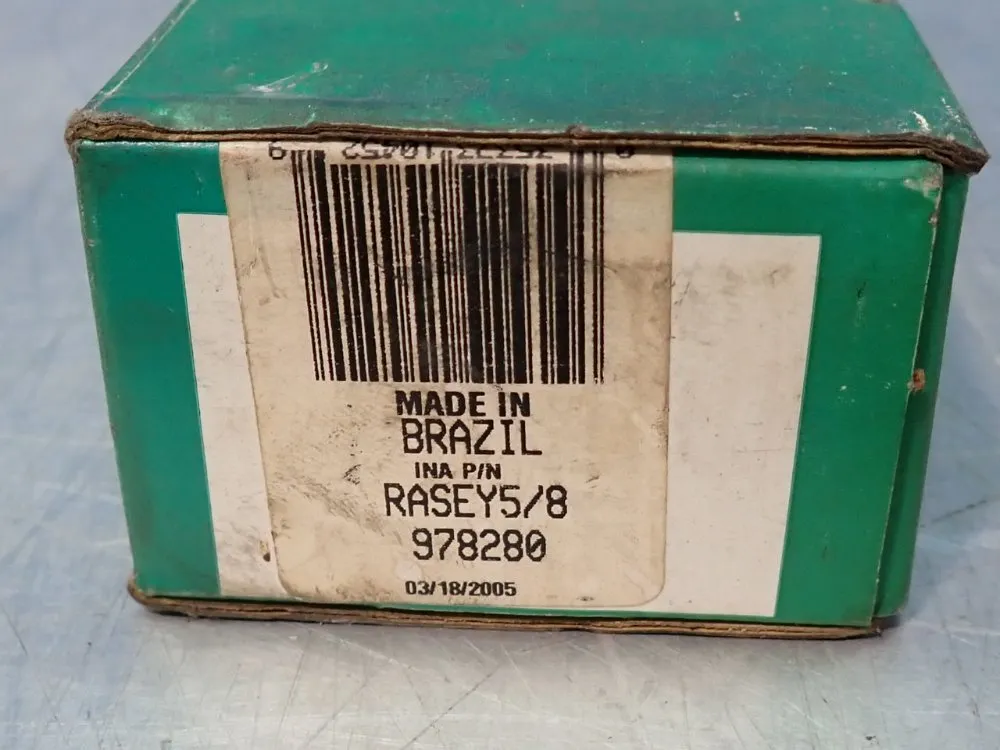 MADE IN
BRAZIL
INA P/N
RASEY5/8
978280
03/18/2005